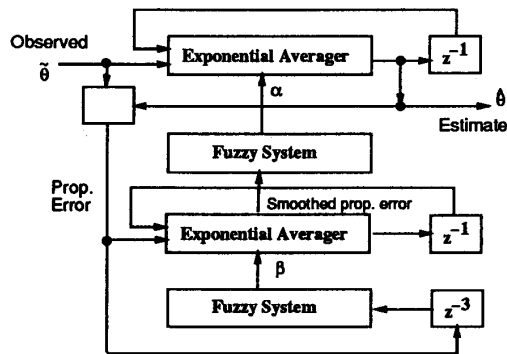 Observed
θ̃
Exponential Averager
z⁻¹
α
θ̂
Estimate
Fuzzy System
Prop.
Error
Smoothed prop. error
Exponential Averager
z⁻¹
β
Fuzzy System
z⁻³